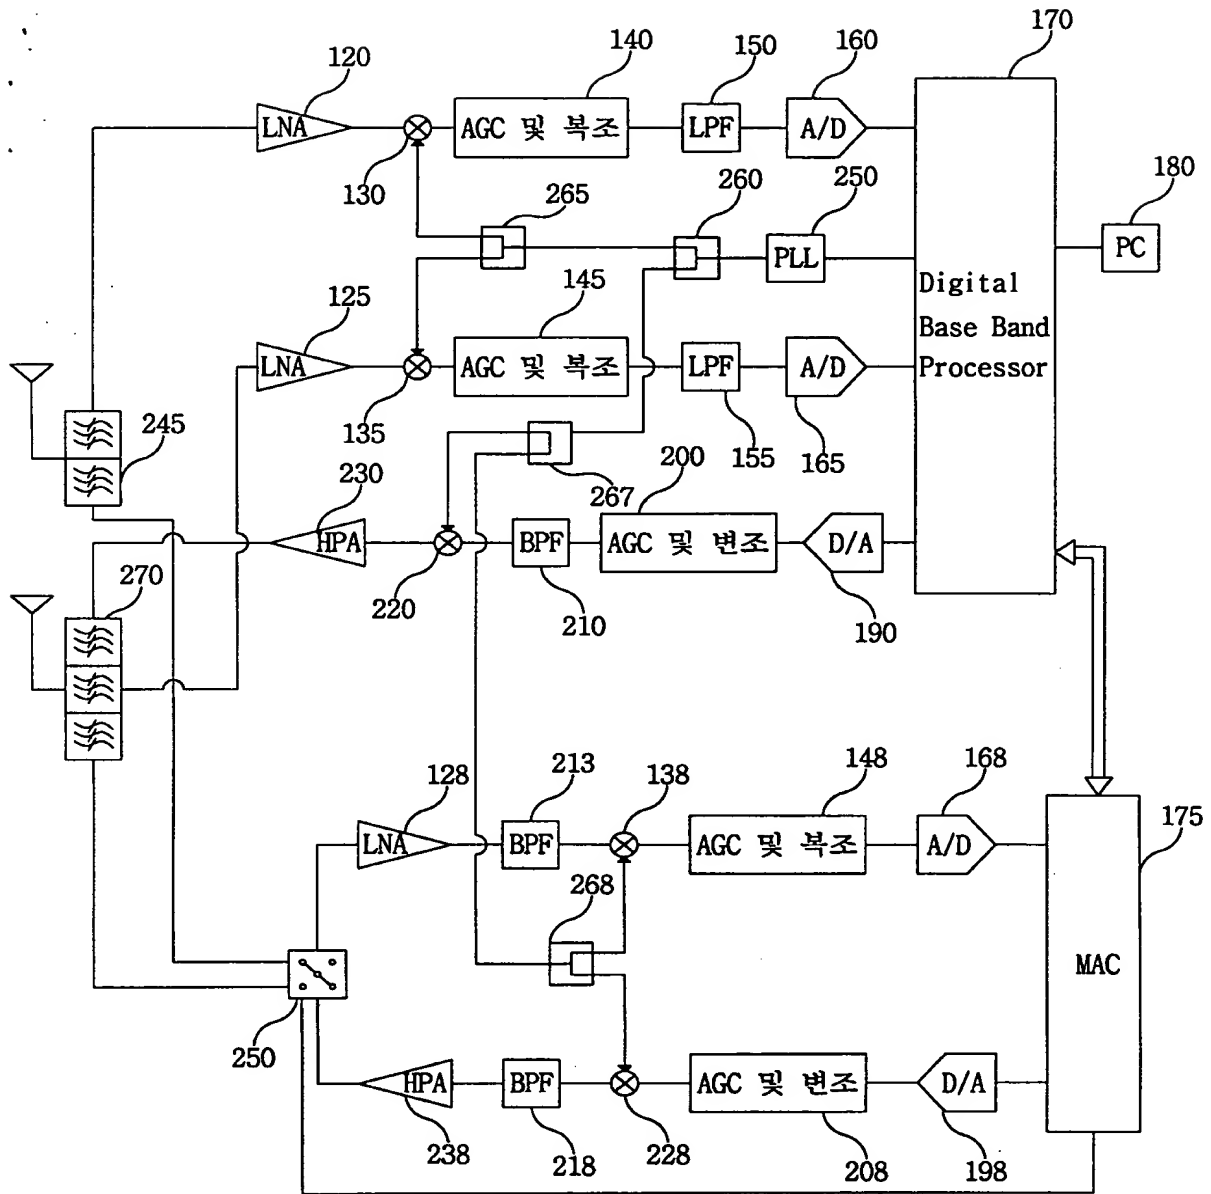 120
140
150
160
170
LNA
AGC 및 복조
LPF
A/D
130
265
260
250
180
PLL
PC
125
145
Digital
Base Band
Processor
LNA
AGC 및 복조
LPF
A/D
135
155
165
245
230
267
200
HPA
BPF
AGC 및 변조
D/A
270
220
210
190
128
213
138
148
168
175
LNA
BPF
AGC 및 복조
A/D
268
MAC
250
HPA
BPF
AGC 및 변조
D/A
238
218
228
208
198